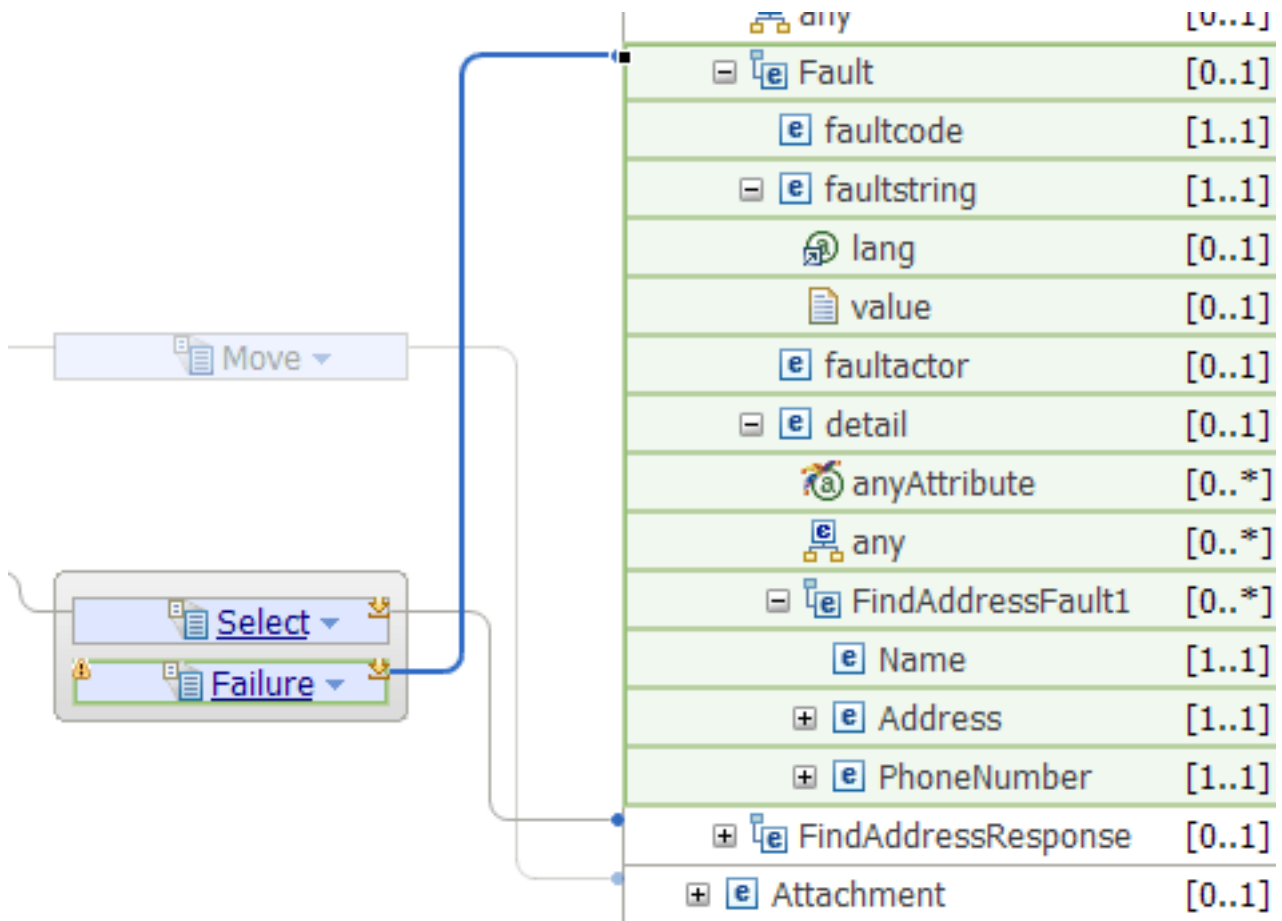 any [0..1]
Fault [0..1]
faultcode [1..1]
faultstring [1..1]
lang [0..1]
value [0..1]
Move
faultactor [0..1]
detail [0..1]
anyAttribute [0..*]
any [0..*]
Select
FindAddressFault1 [0..*]
Name [1..1]
Failure
Address [1..1]
PhoneNumber [1..1]
FindAddressResponse [0..1]
Attachment [0..1]